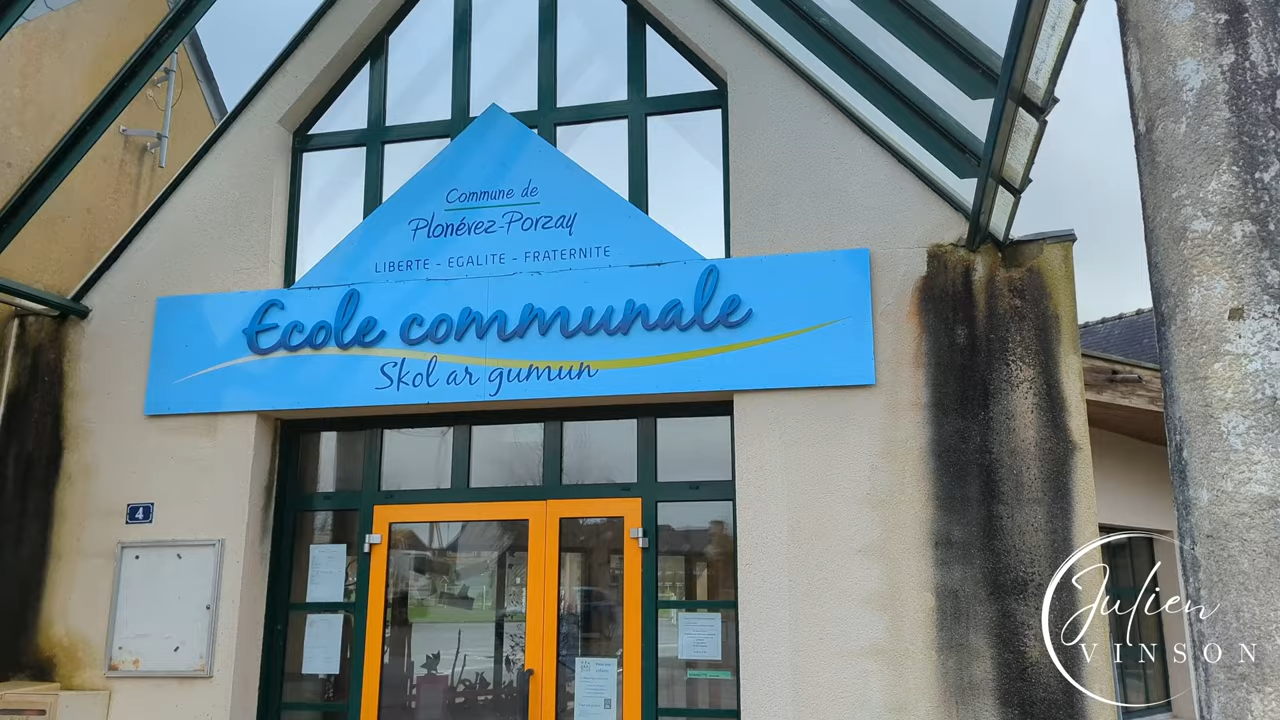 Commune de
Plonévez-Porzay
LIBERTE - EGALITE - FRATERNITE
Ecole communale
Skol ar gumun
4
Julien
VINSON